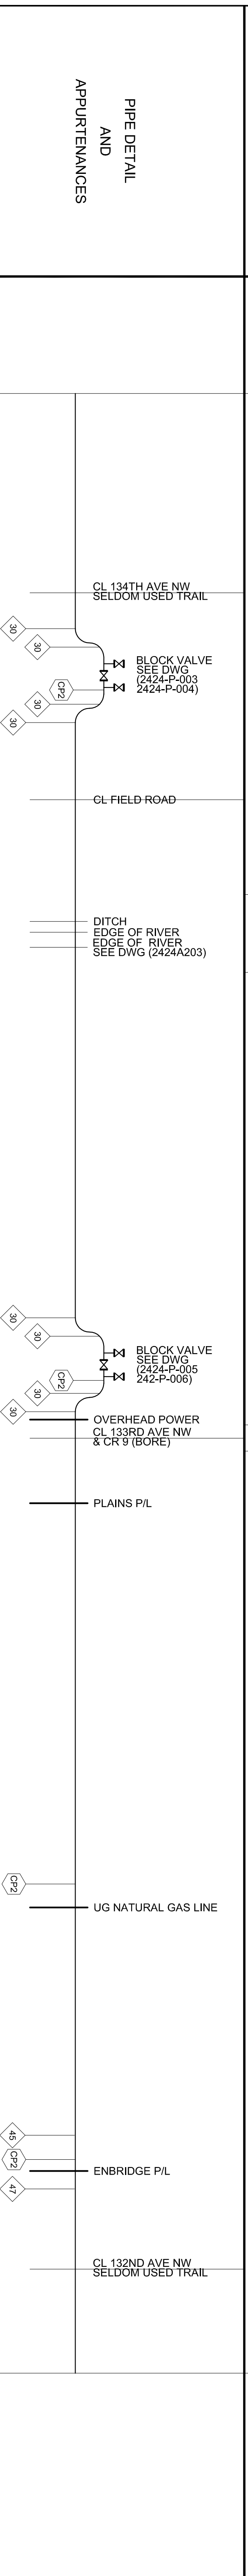 PIPE DETAIL
AND
APPURTENANCES
CL 134TH AVE NW
SELDOM USED TRAIL
30
30
BLOCK VALVE
SEE DWG
(2424-P-003
2424-P-004)
CP2
30
30
CL FIELD ROAD
DITCH
EDGE OF RIVER
EDGE OF RIVER
SEE DWG (2424A203)
30
30
BLOCK VALVE
SEE DWG
(2424-P-005
242-P-006)
CP2
30
30
OVERHEAD POWER
CL 133RD AVE NW
& CR 9 (BORE)
PLAINS P/L
CP2
UG NATURAL GAS LINE
45
CP2
ENBRIDGE P/L
47
CL 132ND AVE NW
SELDOM USED TRAIL